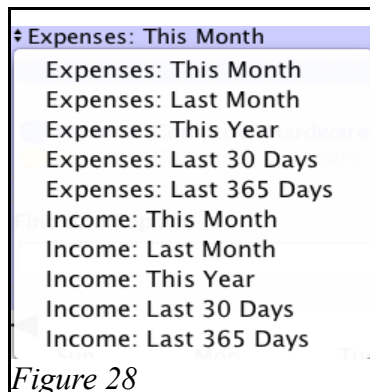 Expenses: This Month
Expenses: This Month
Expenses: Last Month
Expenses: This Year
Expenses: Last 30 Days
Expenses: Last 365 Days
Income: This Month
Income: Last Month
Income: This Year
Income: Last 30 Days
Income: Last 365 Days
Figure 28